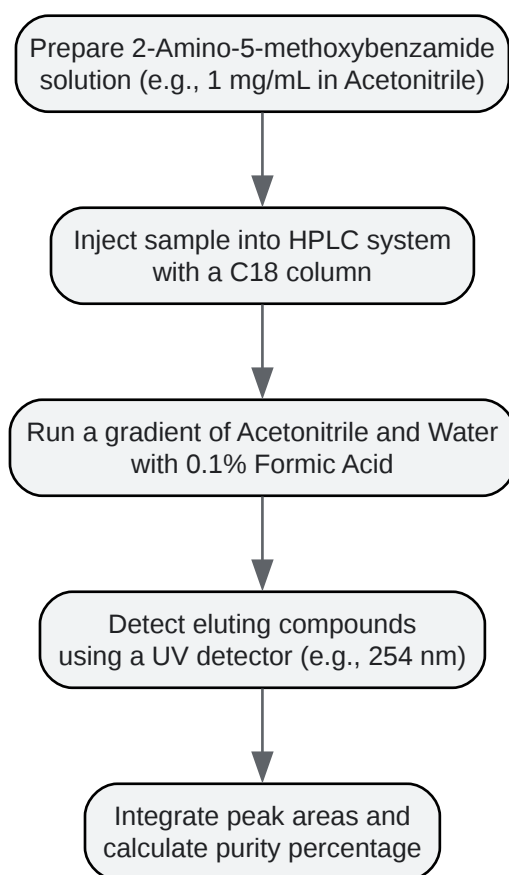 Prepare 2-Amino-5-methoxybenzamide
solution (e.g., 1 mg/mL in Acetonitrile)
Inject sample into HPLC system
with a C18 column
Run a gradient of Acetonitrile and Water
with 0.1% Formic Acid
Detect eluting compounds
using a UV detector (e.g., 254 nm)
Integrate peak areas and
calculate purity percentage